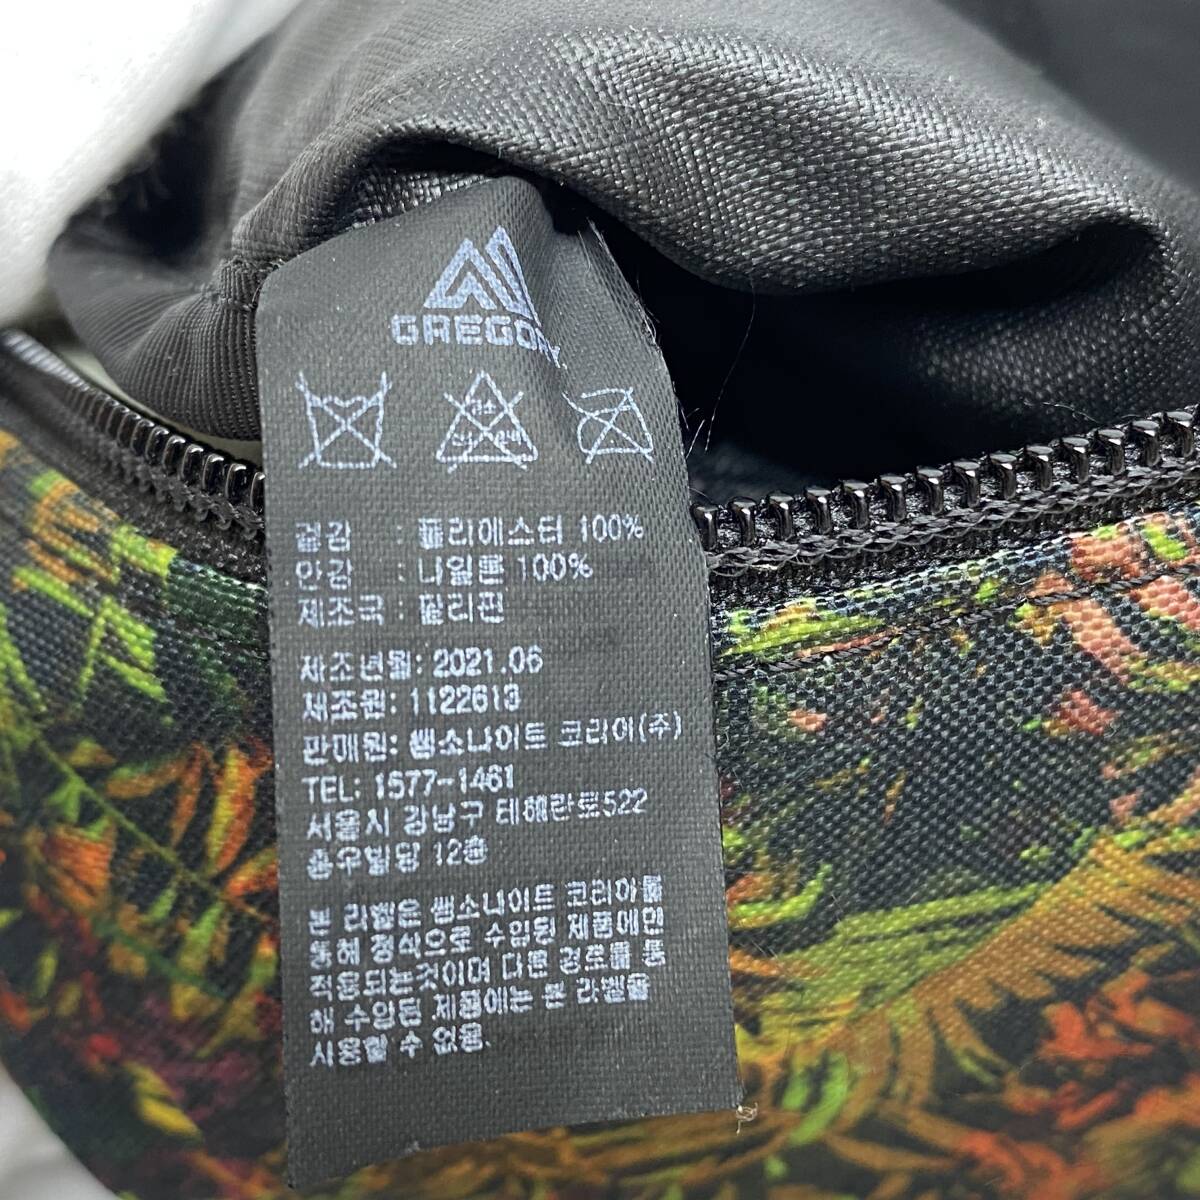 GREGORY
겉감 : 폴리에스터 100%
안감 : 나일론 100%
제조국 : 필리핀
제조년월: 2021.06
제조원: 1122613
판매원: 쌤소나이트 코리아(주)
TEL: 1577-1461
서울시 강남구 테헤란로522
홍우빌딩 12층
본 라벨은 쌤소나이트 코리아를
통해 정식으로 수입된 제품에만
적용되는것이며 다른 경로를 통
해 수입된 제품에는 본 라벨을
사용할 수 없음.